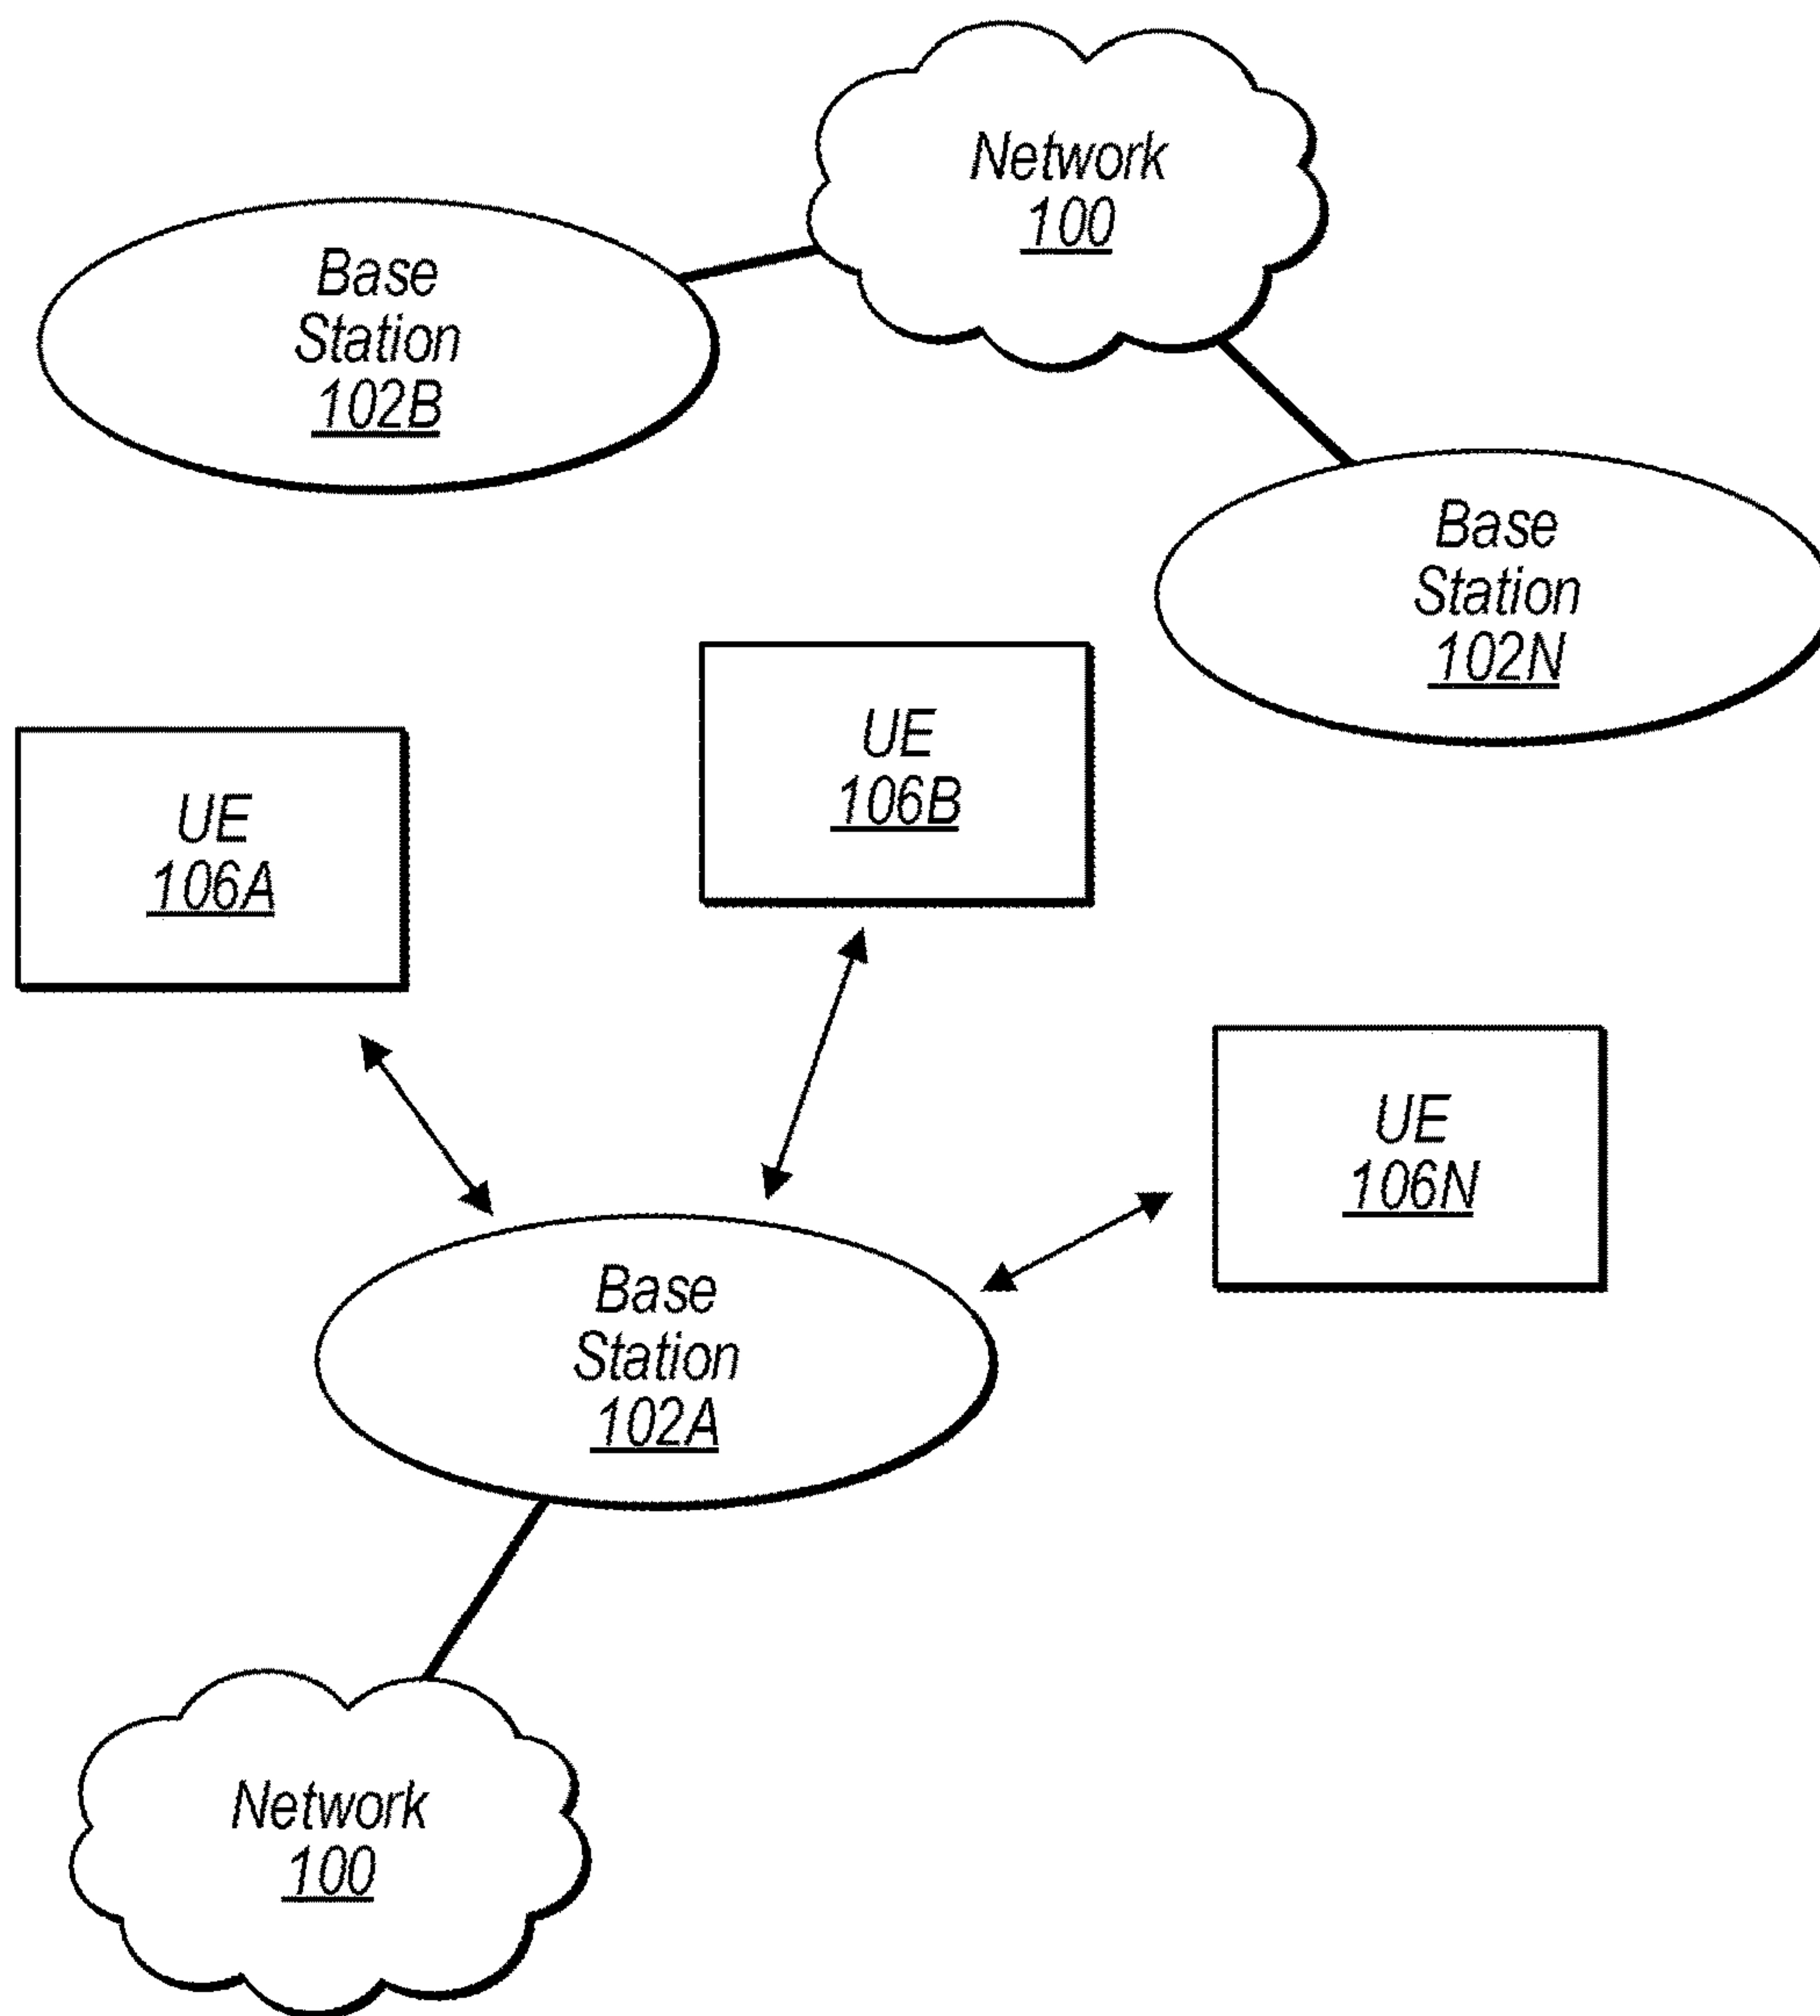 Network
100
Base
Station
102B
Base
Station
102N
UE
106B
UE
106A
UE
106N
Base
Station
102A
Network
100